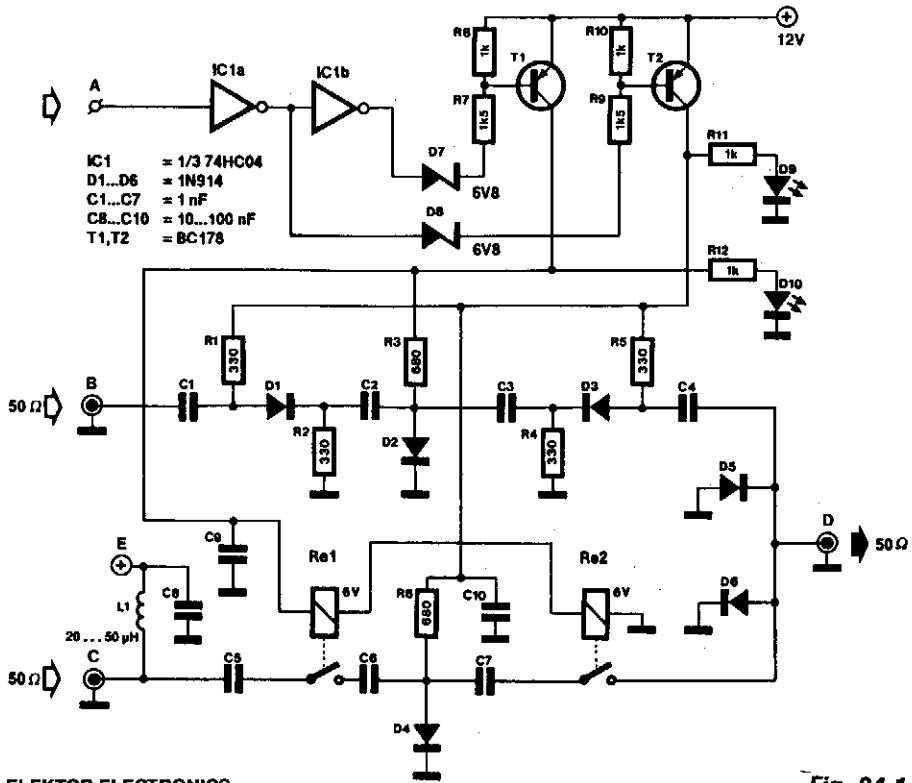 R8
1k
R10
1k
12V
T1
T2
IC1a
IC1b
A
R7
1k5
R9
1k5
R11
1k
D7
D9
IC1 = 1/3 74HC04
D1...D6 = 1N914
C1...C7 = 1 nF
C8...C10 = 10...100 nF
T1,T2 = BC178
6V8
D8
6V8
R12
1k
D10
R1
330
R3
680
R5
330
B
50 Ω
C1
D1
C2
C3
D3
C4
R2
330
D2
R4
330
D5
D
50 Ω
E
C9
Re1
6V
Re2
L1
C8
R6
680
C10
D6
20...50 µH
C
50 Ω
C5
C6
C7
D4
ELEKTOR ELECTRONICS